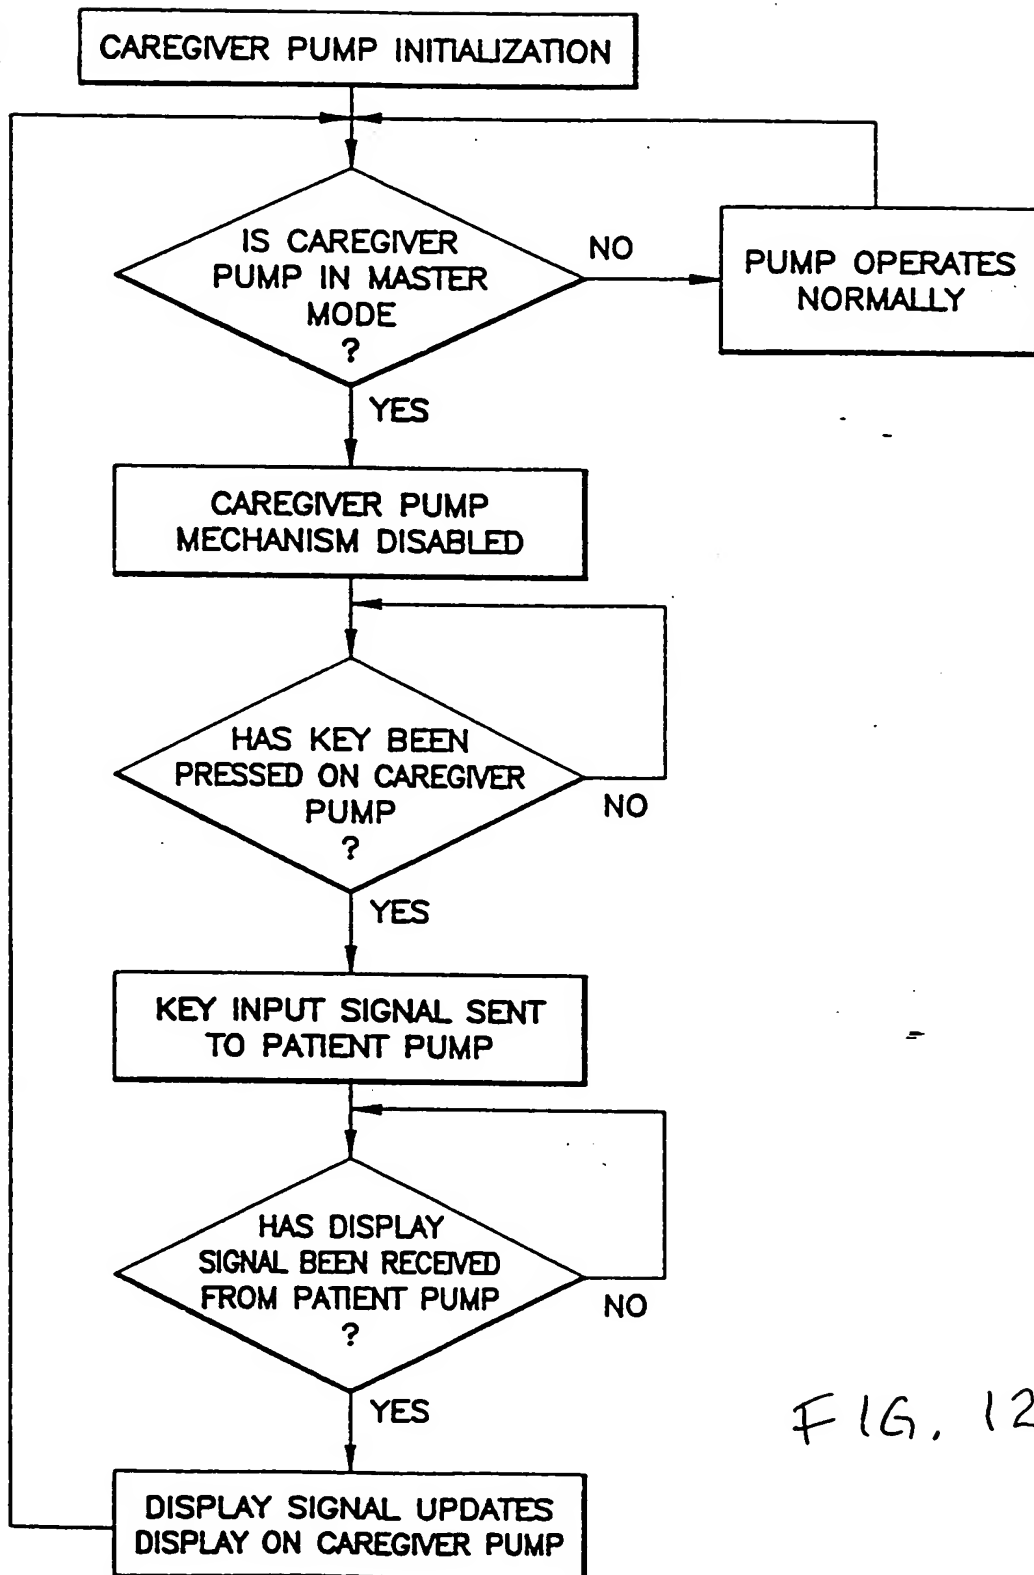 CAREGIVER PUMP INITIALIZATION
IS CAREGIVER
PUMP IN MASTER
MODE
?
NO
PUMP OPERATES
NORMALLY
YES
CAREGIVER PUMP
MECHANISM DISABLED
HAS KEY BEEN
PRESSED ON CAREGIVER
PUMP
?
NO
YES
KEY INPUT SIGNAL SENT
TO PATIENT PUMP
HAS DISPLAY
SIGNAL BEEN RECEIVED
FROM PATIENT PUMP
?
NO
YES
FIG. 12
DISPLAY SIGNAL UPDATES
DISPLAY ON CAREGIVER PUMP